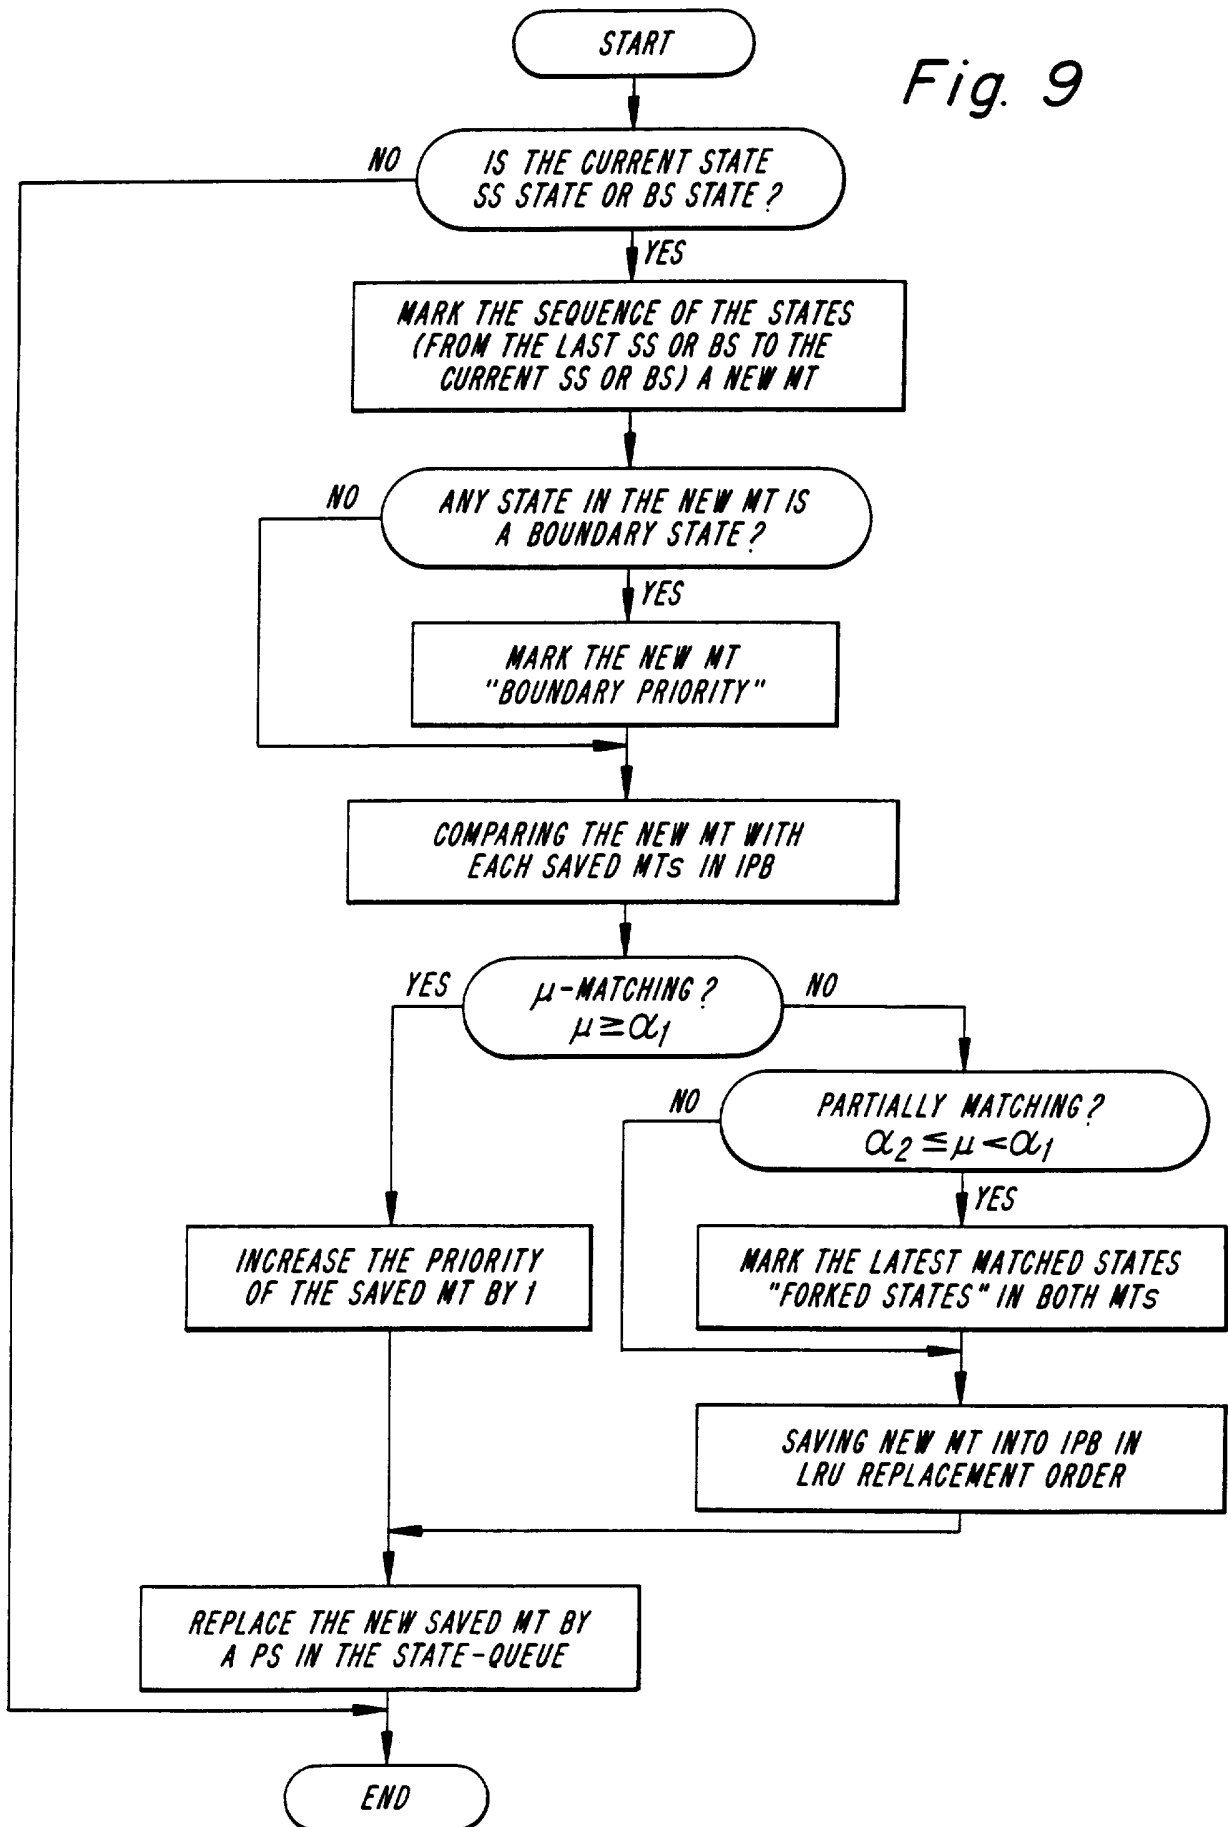 START
Fig. 9
NO
IS THE CURRENT STATE
SS STATE OR BS STATE?
YES
MARK THE SEQUENCE OF THE STATES
(FROM THE LAST SS OR BS TO THE
CURRENT SS OR BS) A NEW MT
NO
ANY STATE IN THE NEW MT IS
A BOUNDARY STATE?
YES
MARK THE NEW MT
"BOUNDARY PRIORITY"
COMPARING THE NEW MT WITH
EACH SAVED MTs IN IPB
YES
μ-MATCHING?
μ≥α1
NO
NO
PARTIALLY MATCHING?
α2≤μ<α1
YES
INCREASE THE PRIORITY
OF THE SAVED MT BY 1
MARK THE LATEST MATCHED STATES
"FORKED STATES" IN BOTH MTs
SAVING NEW MT INTO IPB IN
LRU REPLACEMENT ORDER
REPLACE THE NEW SAVED MT BY
A PS IN THE STATE-QUEUE
END